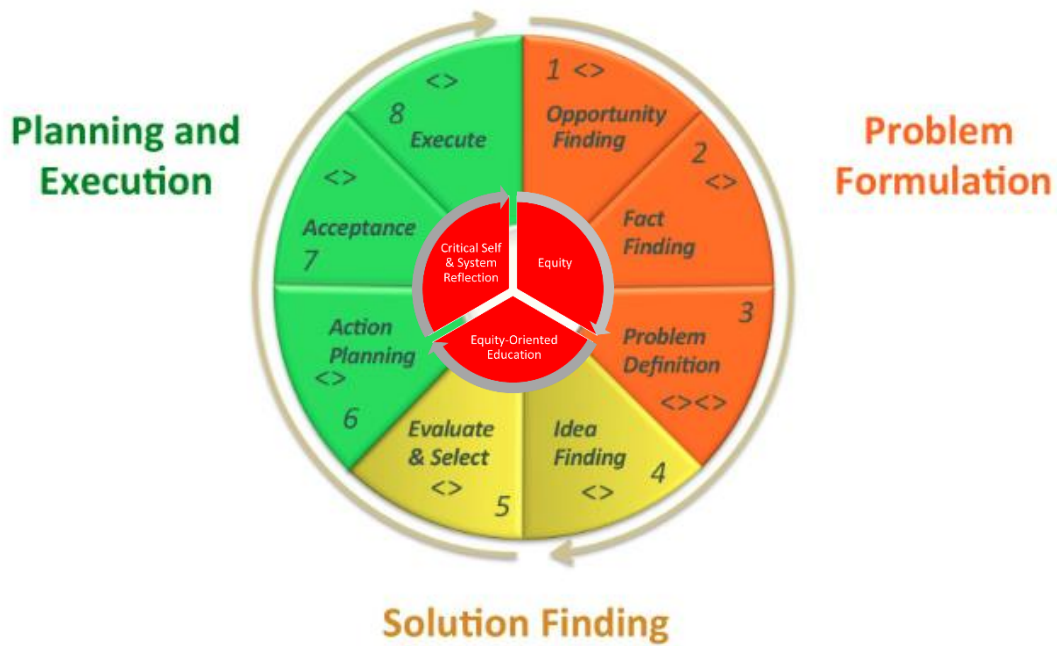 Planning and
Execution
Problem
Formulation
1 <>
Opportunity
Finding
2
<>
Fact
Finding
3
Problem
Definition
<><>
Idea
Finding
4
<>
Evaluate
& Select
<>
5
Action
Planning
<>
6
<>
Acceptance
7
<>
8
Execute
Critical Self
& System
Reflection
Equity
Equity-Oriented
Education
Solution Finding